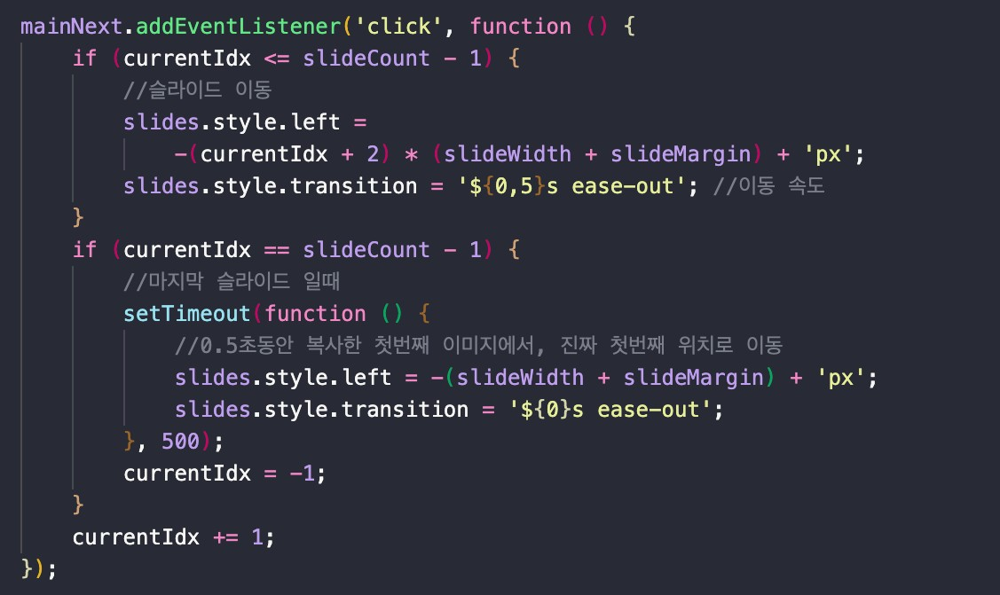 mainNext.addEventListener('click', function () {
    if (currentIdx <= slideCount - 1) {
        //슬라이드 이동
        slides.style.left =
            -(currentIdx + 2) * (slideWidth + slideMargin) + 'px';
        slides.style.transition = '${0,5}s ease-out'; //이동 속도
    }
    if (currentIdx == slideCount - 1) {
        //마지막 슬라이드 일때
        setTimeout(function () {
            //0.5초동안 복사한 첫번째 이미지에서, 진짜 첫번째 위치로 이동
            slides.style.left = -(slideWidth + slideMargin) + 'px';
            slides.style.transition = '${0}s ease-out';
        }, 500);
        currentIdx = -1;
    }
    currentIdx += 1;
});